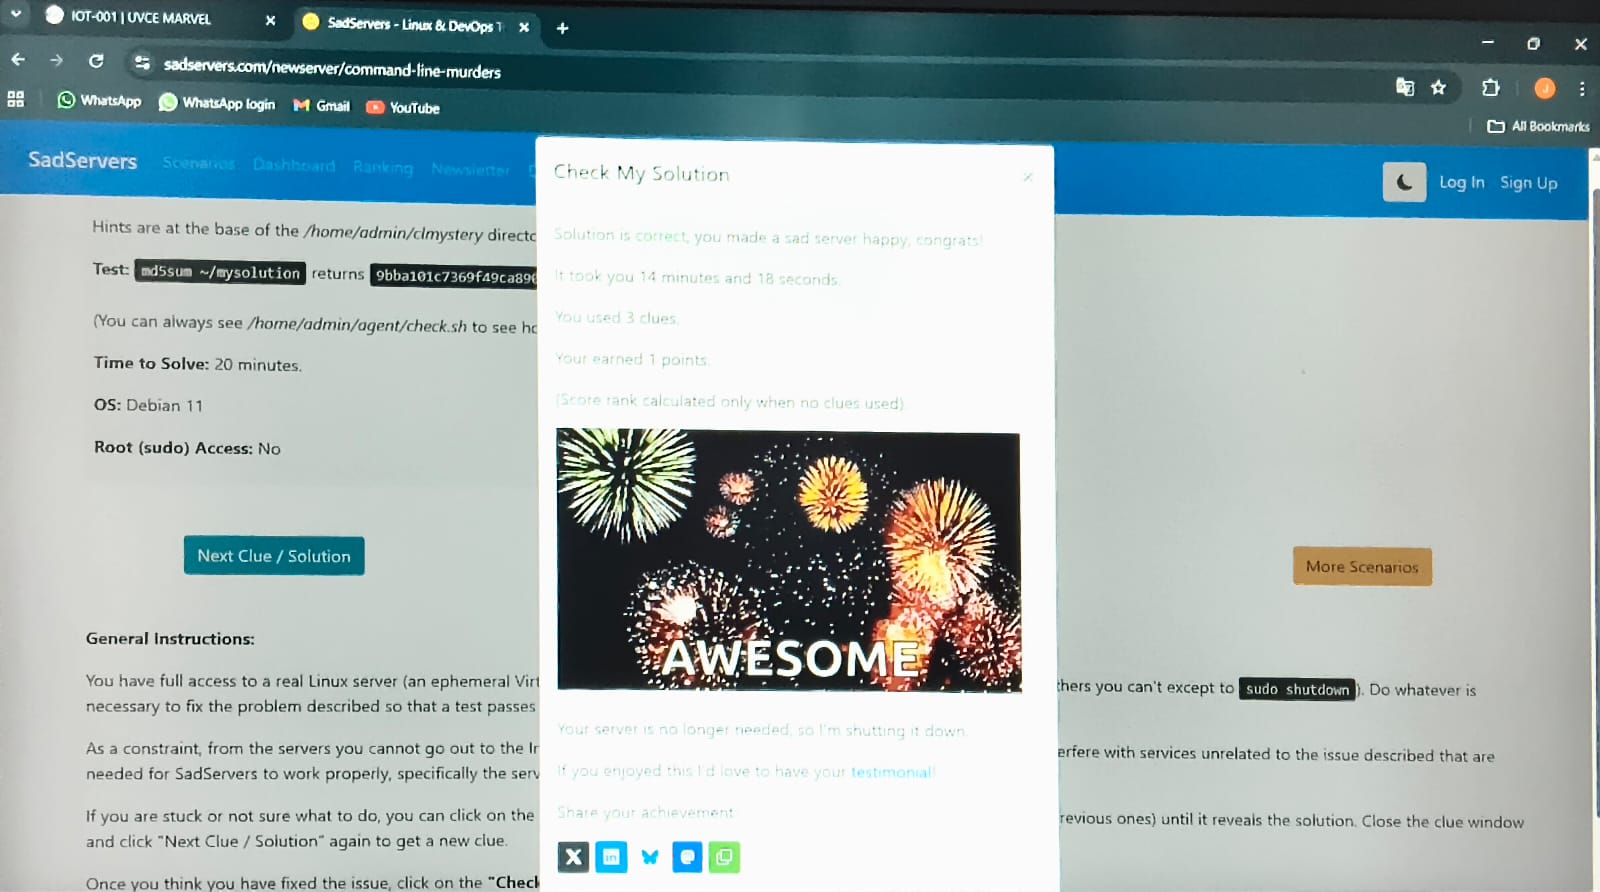 IOT-001 | UVCE MARVEL
SadServers - Linux & DevOps T
sadservers.com/newserver/command-line-murders
WhatsApp
WhatsApp login
Gmail
YouTube
J
All Bookmarks
SadServers
Scenarios
Dashboard
Ranking
Newsletter
Log In
Sign Up
Hints are at the base of the /home/admin/clmystery directo
Test: md5sum ~/mysolution returns 9bba101c7369f49ca890
(You can always see /home/admin/agent/check.sh to see ho
Time to Solve: 20 minutes.
OS: Debian 11
Root (sudo) Access: No
Next Clue / Solution
More Scenarios
Check My Solution
Solution is correct, you made a sad server happy, congrats!
It took you 14 minutes and 18 seconds.
You used 3 clues.
Your earned 1 points.
(Score rank calculated only when no clues used).
AWESOME
Your server is no longer needed, so I'm shutting it down.
If you enjoyed this I'd love to have your testimonial!
Share your achievement:
General Instructions:
You have full access to a real Linux server (an ephemeral Virt
hers you can't except to sudo shutdown ). Do whatever is
necessary to fix the problem described so that a test passes
As a constraint, from the servers you cannot go out to the In
erfere with services unrelated to the issue described that are
needed for SadServers to work properly, specifically the serv
If you are stuck or not sure what to do, you can click on the
revious ones) until it reveals the solution. Close the clue window
and click "Next Clue / Solution" again to get a new clue.
Once you think you have fixed the issue, click on the "Check